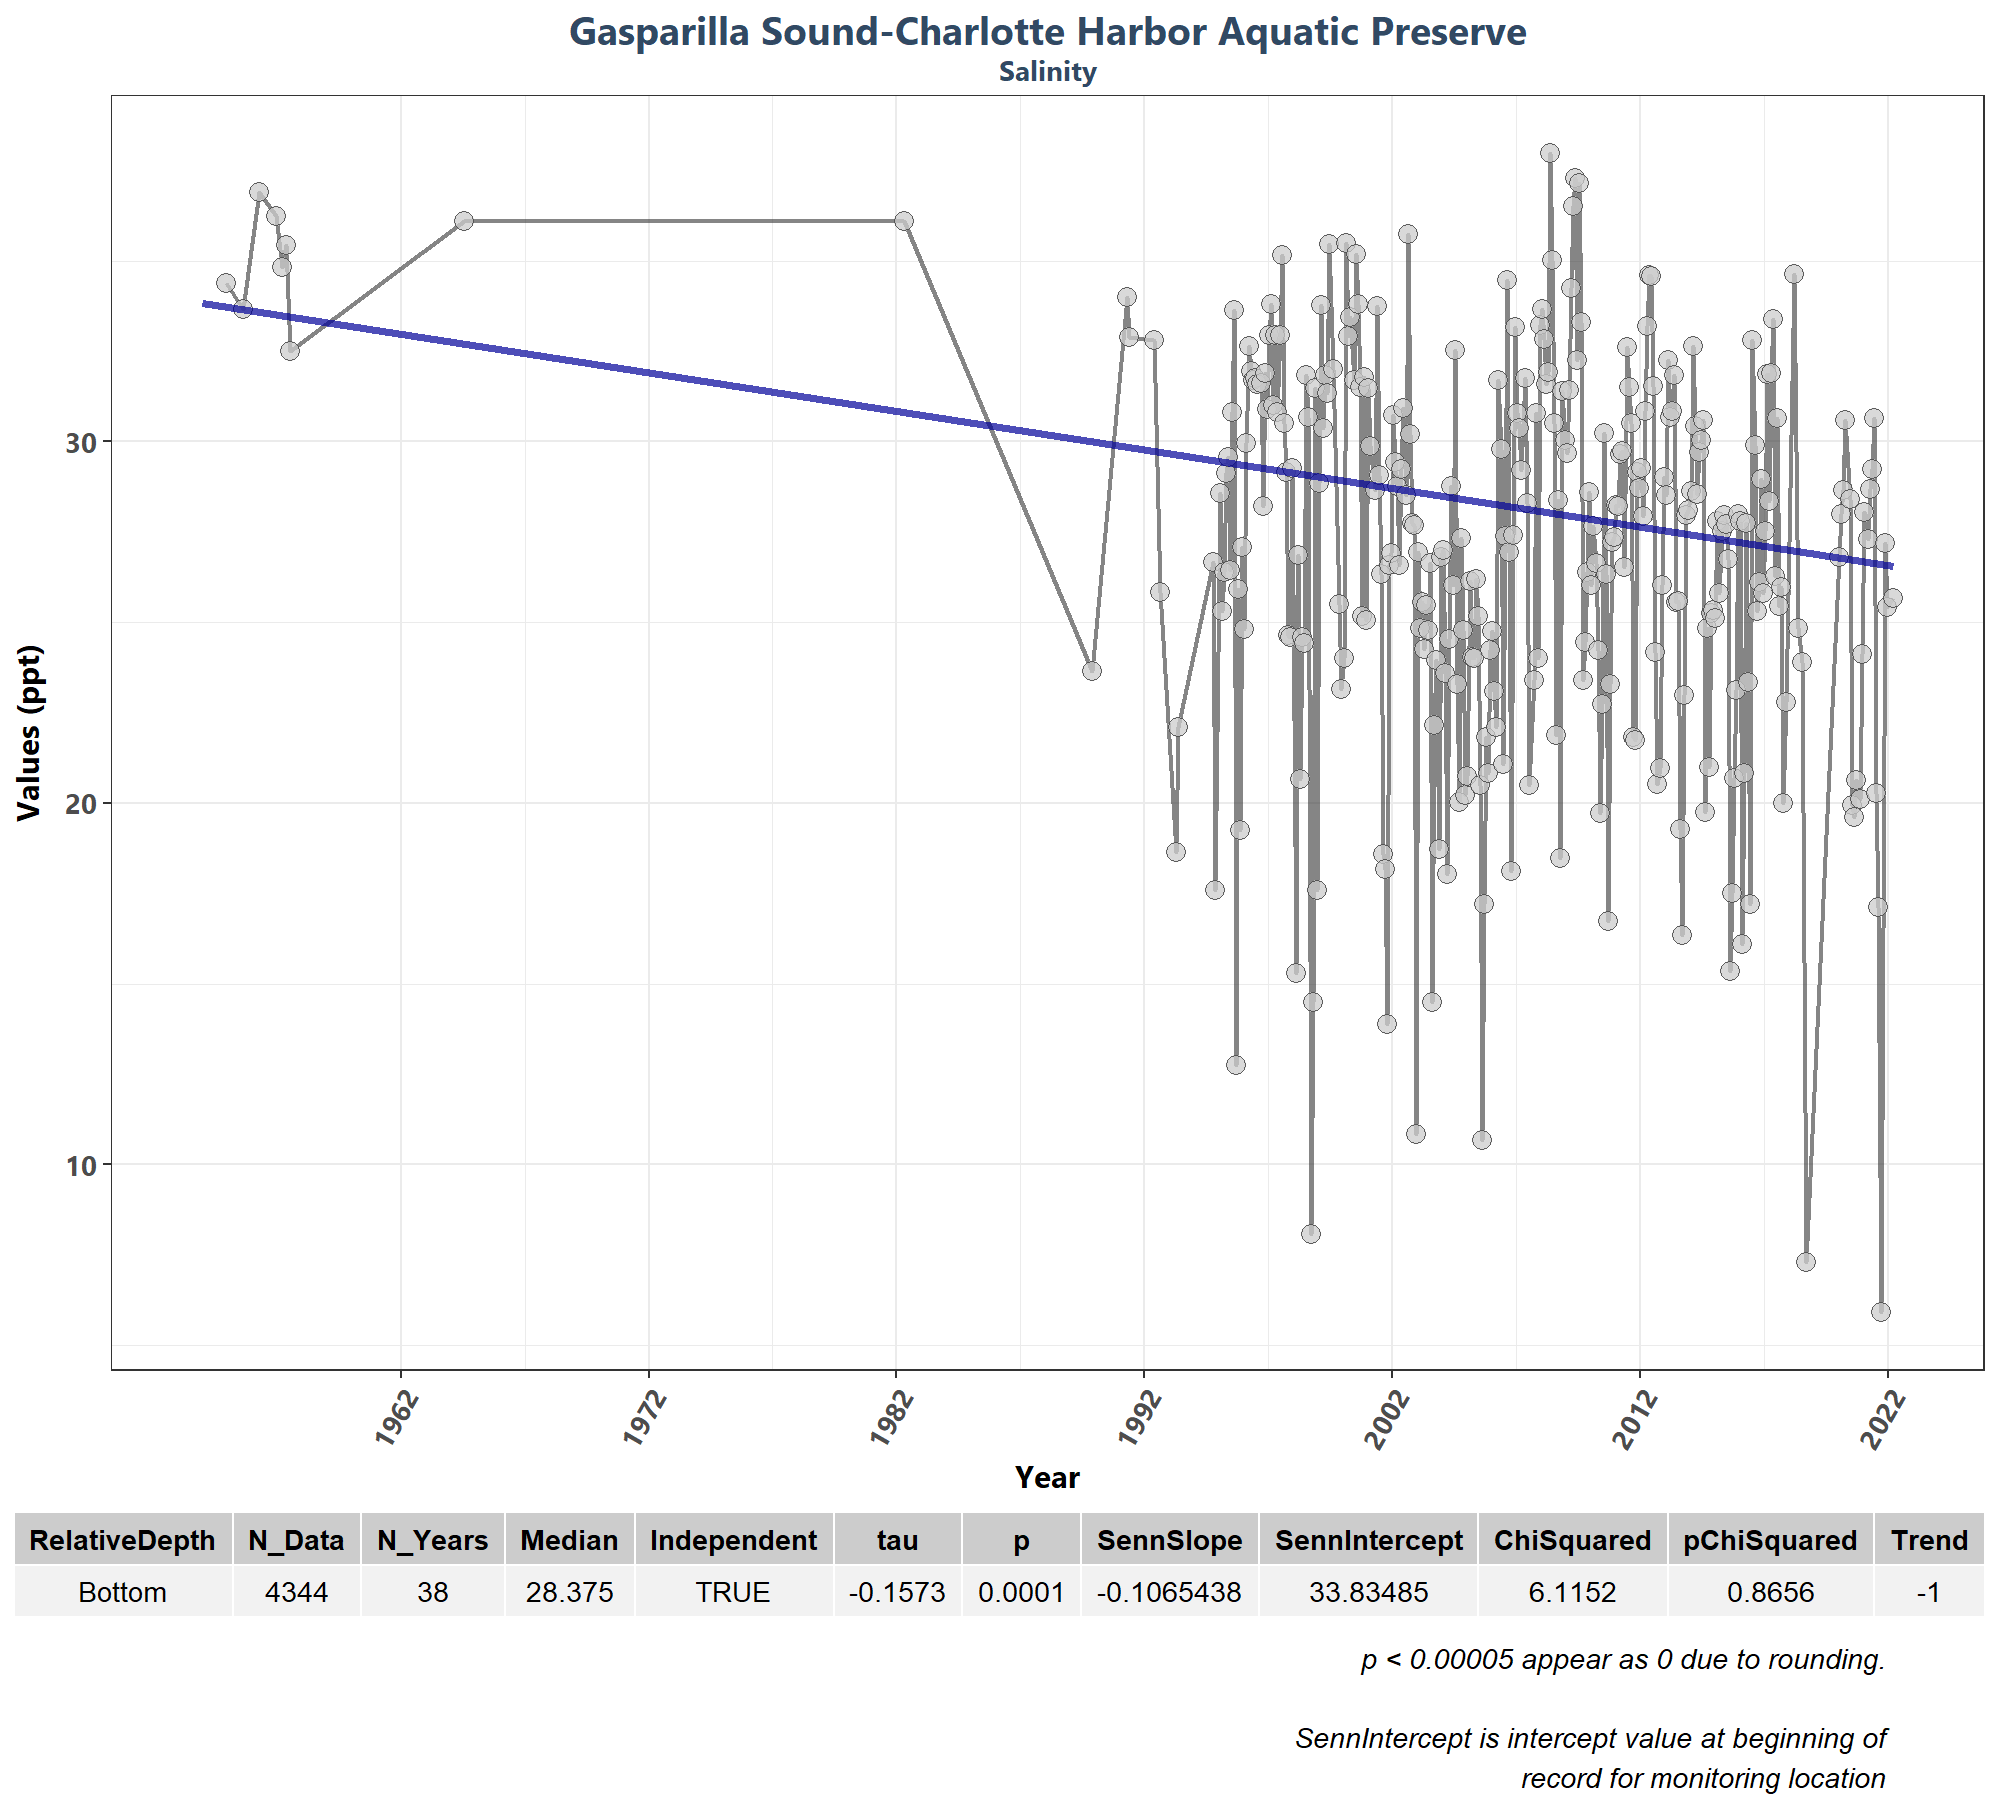 Gasparilla Sound-Charlotte Harbor Aquatic Preserve
Salinity
Values (ppt)
30
20
10
1962 1972 1982 1992 2002 2012 2022
Year
RelativeDepth N_Data N_Years Median Independent tau p SennSlope SennIntercept ChiSquared pChiSquared Trend
Bottom 4344 38 28.375 TRUE -0.1573 0.0001 -0.1065438 33.83485 6.1152 0.8656 -1
p < 0.00005 appear as 0 due to rounding.
SennIntercept is intercept value at beginning of
record for monitoring location